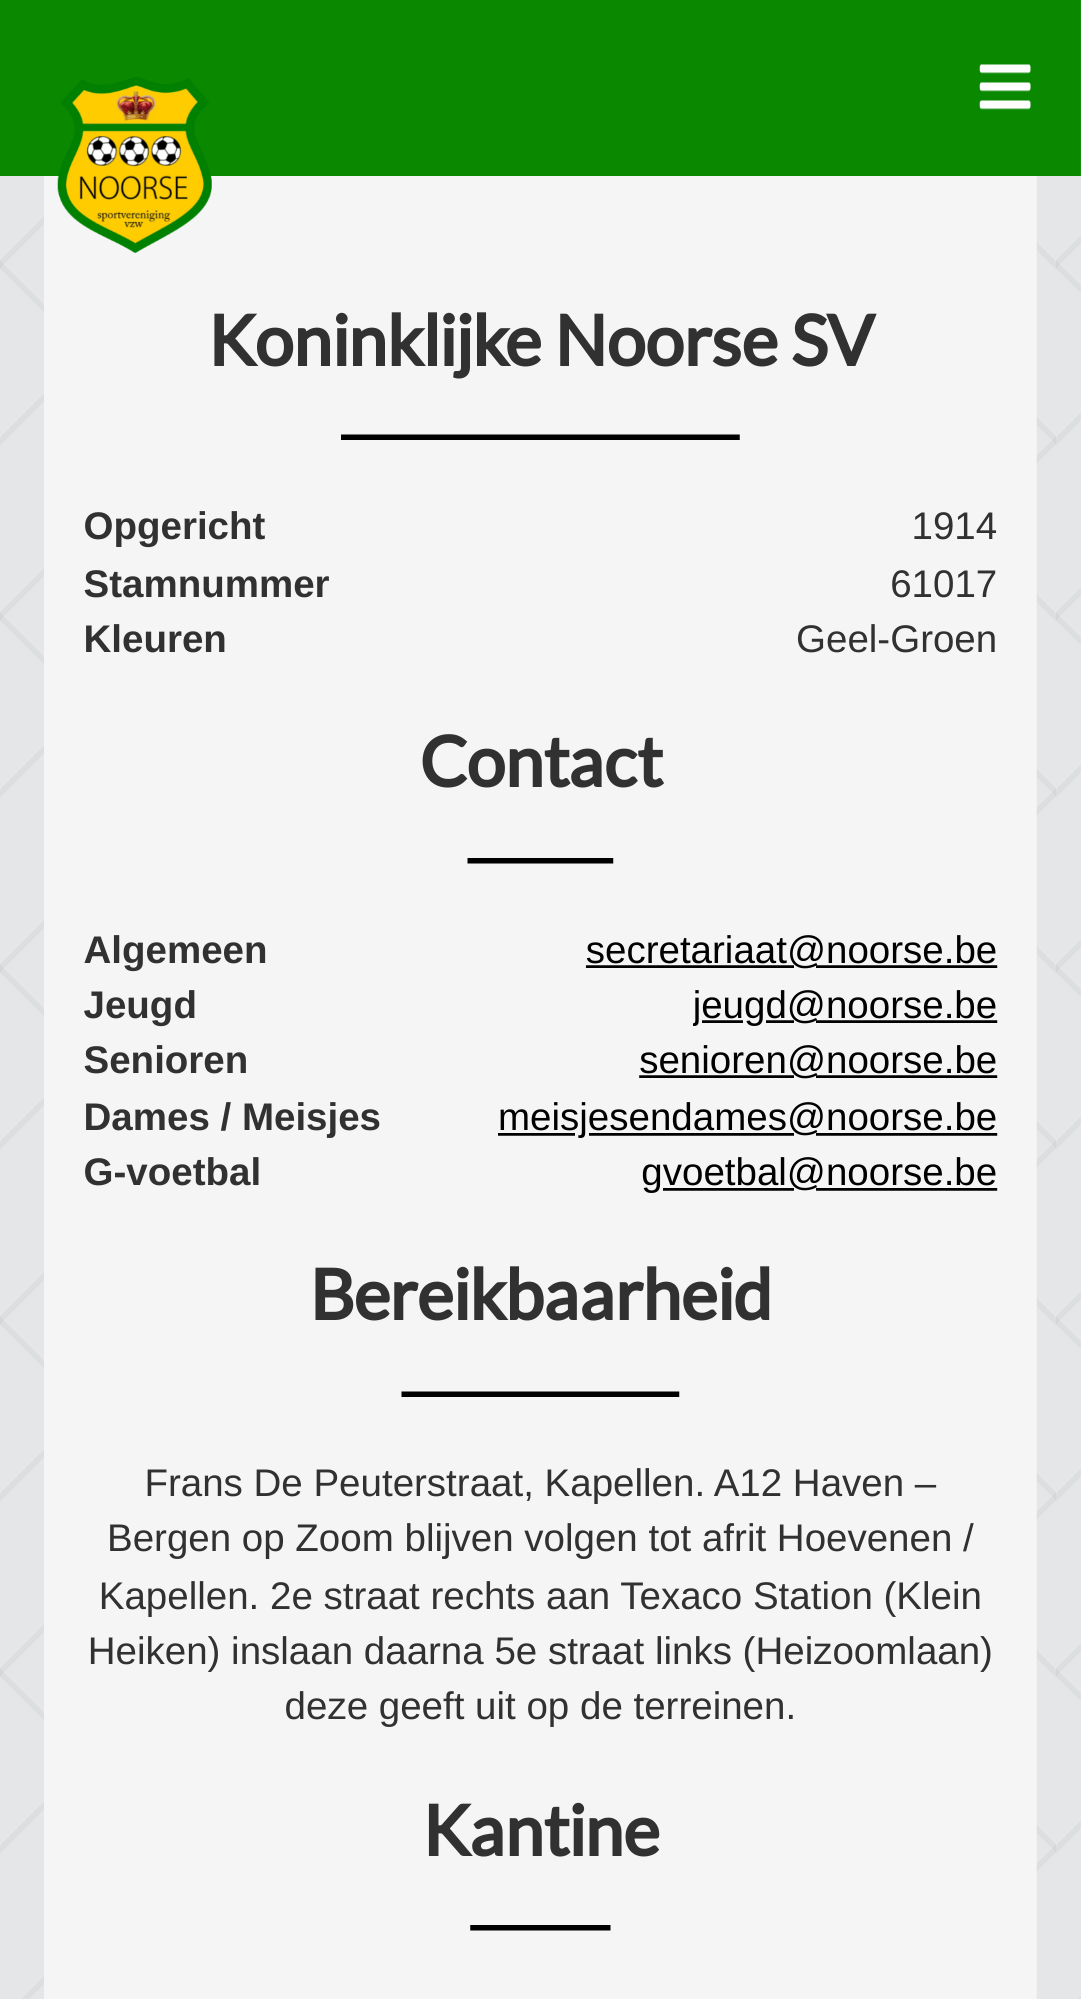 NOORSE
sportvereniging
vzw
Koninklijke Noorse SV
Opgericht 1914
Stamnummer 61017
Kleuren Geel-Groen
Contact
Algemeen secretariaat@noorse.be
Jeugd jeugd@noorse.be
Senioren senioren@noorse.be
Dames / Meisjes meisjesendames@noorse.be
G-voetbal gvoetbal@noorse.be
Bereikbaarheid
Frans De Peuterstraat, Kapellen. A12 Haven –
Bergen op Zoom blijven volgen tot afrit Hoevenen /
Kapellen. 2e straat rechts aan Texaco Station (Klein
Heiken) inslaan daarna 5e straat links (Heizoomlaan)
deze geeft uit op de terreinen.
Kantine